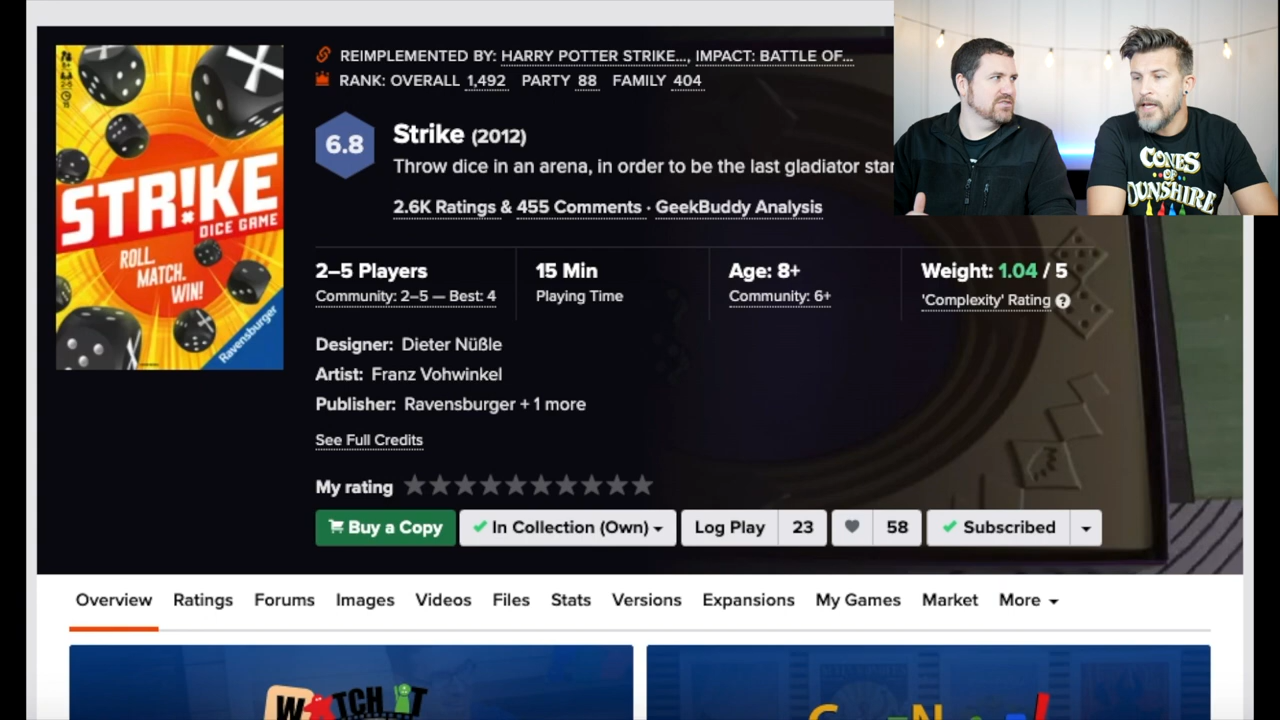 REIMPLEMENTED BY: HARRY POTTER STRIKE..., IMPACT: BATTLE OF...
RANK: OVERALL 1,492 PARTY 88 FAMILY 404
6.8
Strike (2012)
Throw dice in an arena, in order to be the last gladiator
2.6K Ratings & 455 Comments · GeekBuddy Analysis
STR!KE
DICE GAME
ROLL.
MATCH.
WIN!
Ravensburger
CONES
OF
DUNSHIRE
2–5 Players
Community: 2–5 — Best: 4
15 Min
Playing Time
Age: 8+
Community: 6+
Weight: 1.04 / 5
'Complexity' Rating ?
Designer: Dieter Nüßle
Artist: Franz Vohwinkel
Publisher: Ravensburger + 1 more
See Full Credits
My rating
Buy a Copy
In Collection (Own)
Log Play 23
58
Subscribed
Overview Ratings Forums Images Videos Files Stats Versions Expansions My Games Market More
WATCH IT